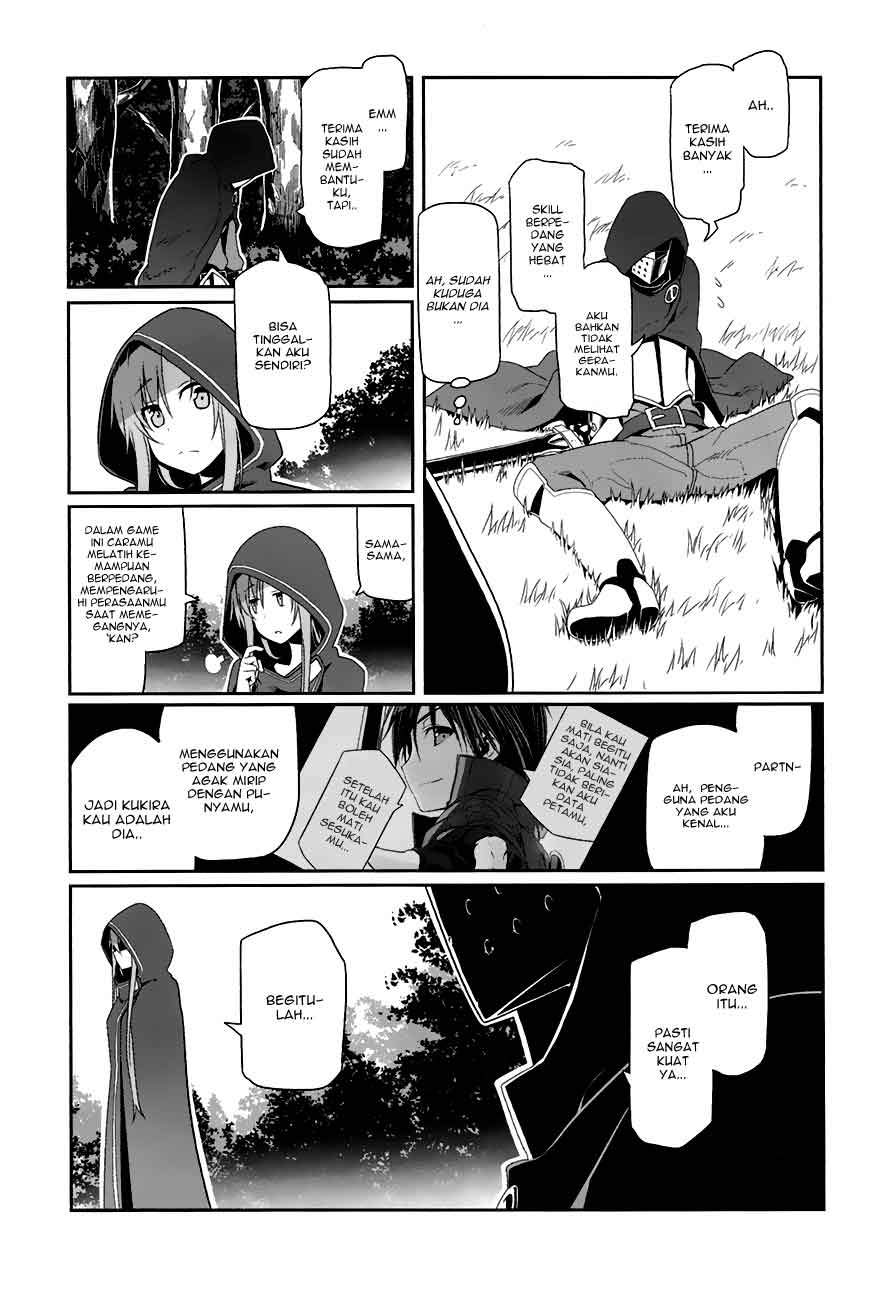 AH..
TERIMA
KASIH
BANYAK
...
SKILL
BERPE-
DANG
YANG
HEBAT
...
AKU
BAHKAN
TIDAK
MELIHAT
GERA-
KANMU.
AH, SUDAH
KUDUGA
BUKAN DIA
...
EMM
...
TERIMA
KASIH
SUDAH
MEM-
BANTU-
KU,
TAPI..
BISA
TINGGAL-
KAN AKU
SENDIRI?
SAMA-
SAMA,
DALAM GAME
INI CARAMU
MELATIH KE-
MAMPUAN
BERPEDANG,
MEMPENGARU-
HI PERASAANMU
SAAT MEME-
GANGNYA,
'KAN?
PARTN-
AH, PENG-
GUNA PEDANG
YANG AKU
KENAL...
BILA KAU
MATI BEGITU
SAJA, NANTI
AKAN SIA-
SIA, PALING
TIDAK BERI-
KAN AKU
DATA
PETAMU,
SETELAH
ITU KAU
BOLEH
MATI
SESUKA-
MU...
MENGGUNAKAN
PEDANG YANG
AGAK MIRIP
DENGAN PU-
NYAMU,
JADI KUKIRA
KAU ADALAH
DIA..
ORANG
ITU...
PASTI
SANGAT
KUAT
YA...
BEGITU-
LAH...